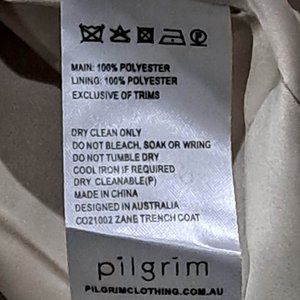 MAIN: 100% POLYESTER
LINING: 100% POLYESTER
EXCLUSIVE OF TRIMS
DRY CLEAN ONLY
DO NOT BLEACH, SOAK OR WRING
DO NOT TUMBLE DRY
COOL IRON IF REQUIRED
DRY CLEANABLE(P)
MADE IN CHINA
DESIGNED IN AUSTRALIA
CO21002 ZANE TRENCH COAT
pilgrim
PILGRIMCLOTHING.COM.AU